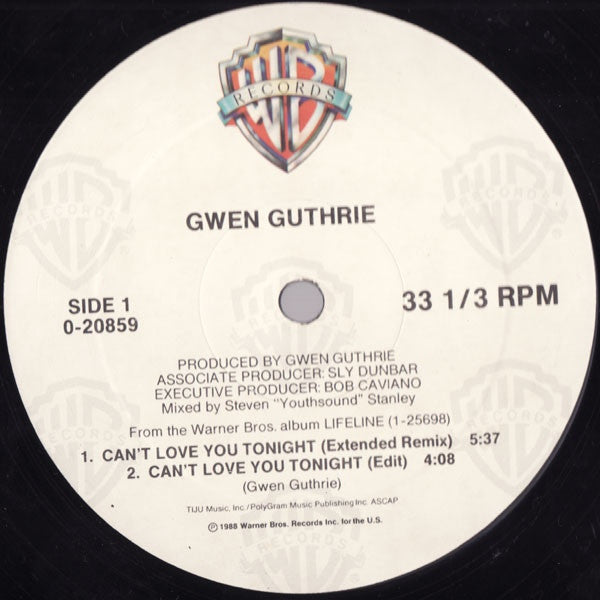 WB
RECORDS
GWEN GUTHRIE
SIDE 1
0-20859
33 1/3 RPM
PRODUCED BY GWEN GUTHRIE
ASSOCIATE PRODUCER: SLY DUNBAR
EXECUTIVE PRODUCER: BOB CAVIANO
Mixed by Steven "Youthsound" Stanley
From the Warner Bros. album LIFELINE (1-25698)
1. CAN'T LOVE YOU TONIGHT (Extended Remix) 5:37
2. CAN'T LOVE YOU TONIGHT (Edit) 4:08
(Gwen Guthrie)
TIJU Music, Inc./PolyGram Music Publishing Inc. ASCAP
℗ 1988 Warner Bros. Records Inc. for the U.S.